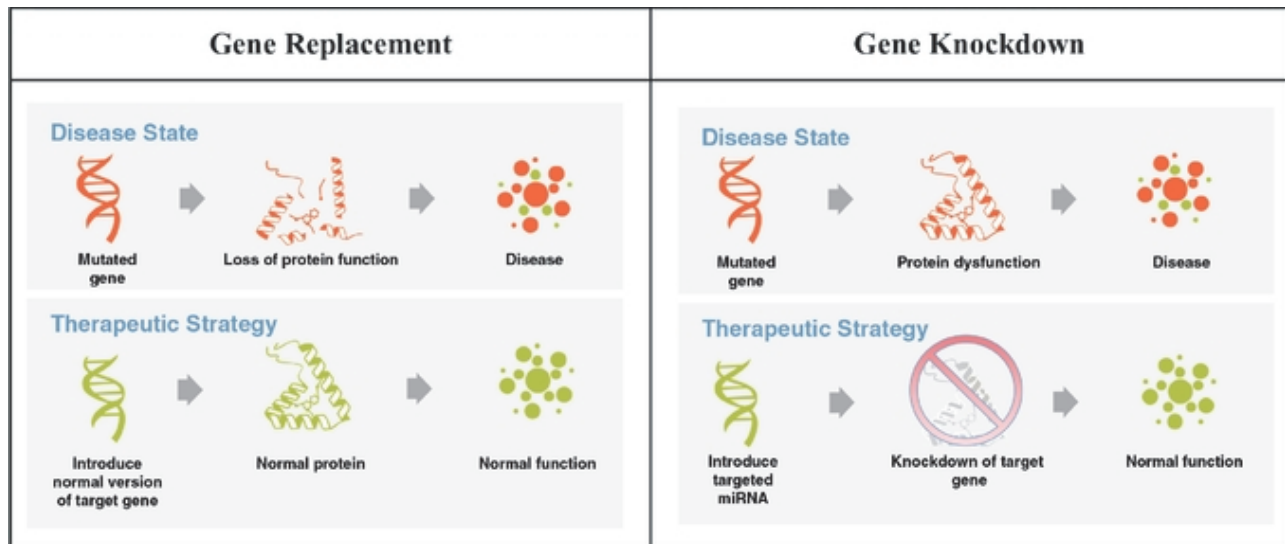 Gene Replacement
Disease State
Mutated
gene
Loss of protein function
Disease
Therapeutic Strategy
Introduce
normal version
of target gene
Normal protein
Normal function
Gene Knockdown
Disease State
Mutated
gene
Protein dysfunction
Disease
Therapeutic Strategy
Introduce
targeted
miRNA
Knockdown of target
gene
Normal function